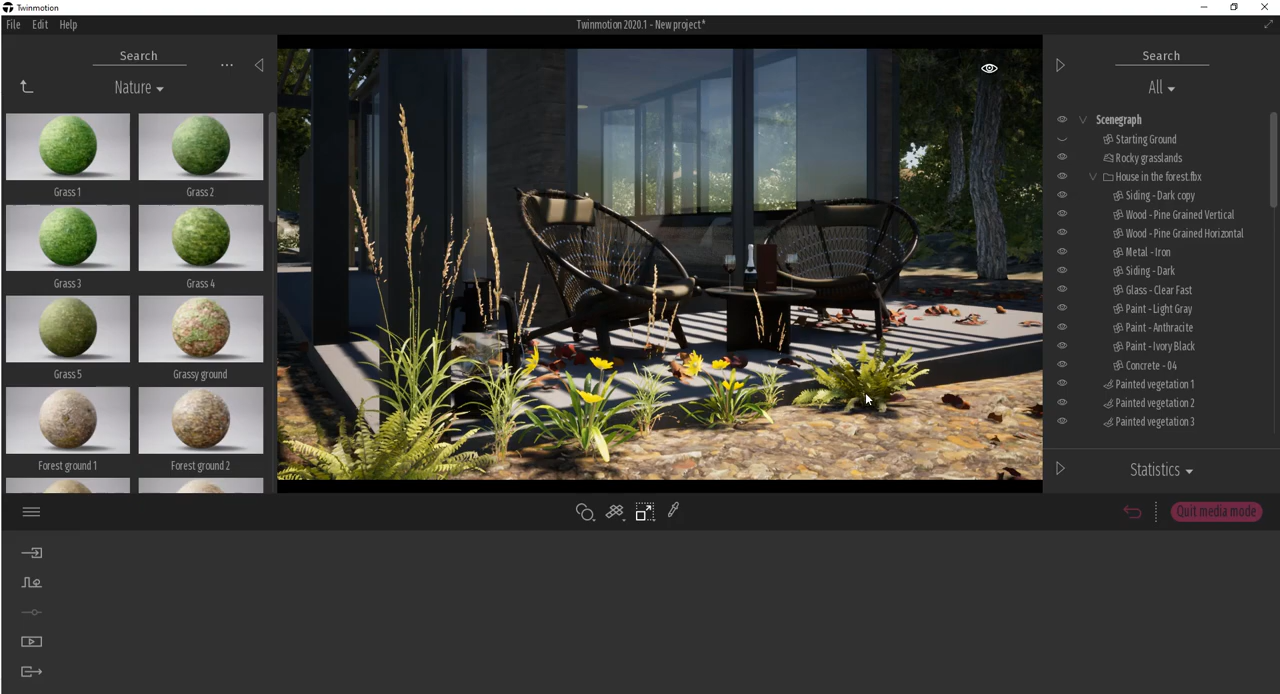 Twinmotion
File Edit Help
Twinmotion 2020.1 - New project*
Search
Nature
Grass 1
Grass 2
Grass 3
Grass 4
Grass 5
Grassy ground
Forest ground 1
Forest ground 2
Search
All
Scenegraph
Starting Ground
Rocky grasslands
House in the forest.fbx
Siding - Dark copy
Wood - Pine Grained Vertical
Wood - Pine Grained Horizontal
Metal - Iron
Siding - Dark
Glass - Clear Fast
Paint - Light Gray
Paint - Anthracite
Paint - Ivory Black
Concrete - 04
Painted vegetation 1
Painted vegetation 2
Painted vegetation 3
Statistics
Quit media mode